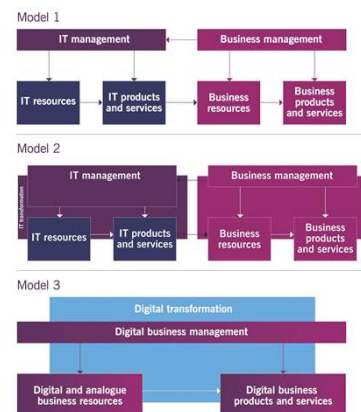 Model 1
IT management
Business management
IT resources
IT products
and services
Business
resources
Business
products
and services
Model 2
IT transformation
IT management
Business management
IT resources
IT products
and services
Business
resources
Business
products
and services
Model 3
Digital transformation
Digital business management
Digital and analogue
business resources
Digital business
products and services